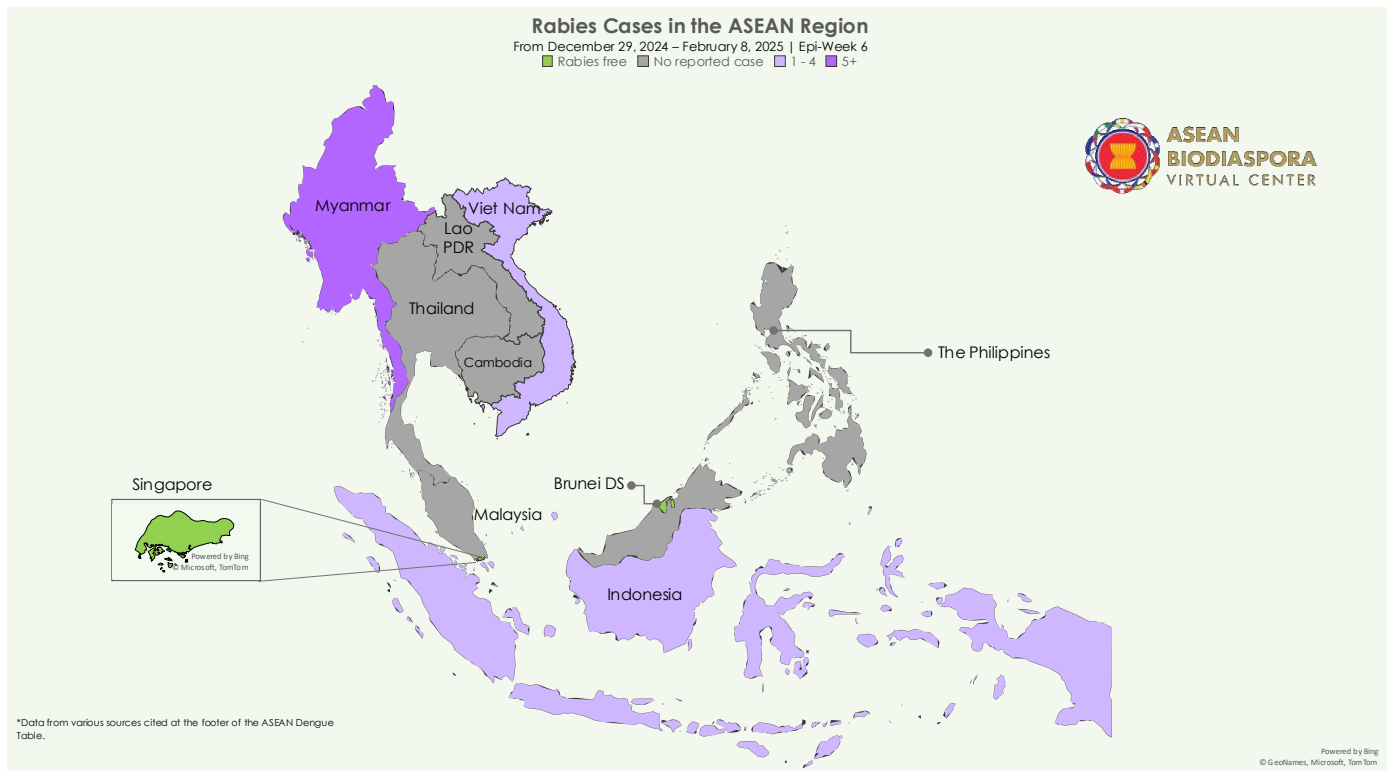 Rabies Cases in the ASEAN Region
From December 29, 2024 – February 8, 2025 | Epi-Week 6
Rabies free No reported case 1 - 4 5+
ASEAN
BIODIASPORA
VIRTUAL CENTER
Myanmar
Viet Nam
Lao
PDR
Thailand
Cambodia
The Philippines
Brunei DS
Singapore
Malaysia
Powered by Bing
© Microsoft, TomTom
Indonesia
*Data from various sources cited at the footer of the ASEAN Dengue
Table.
Powered by Bing
© GeoNames, Microsoft, TomTom